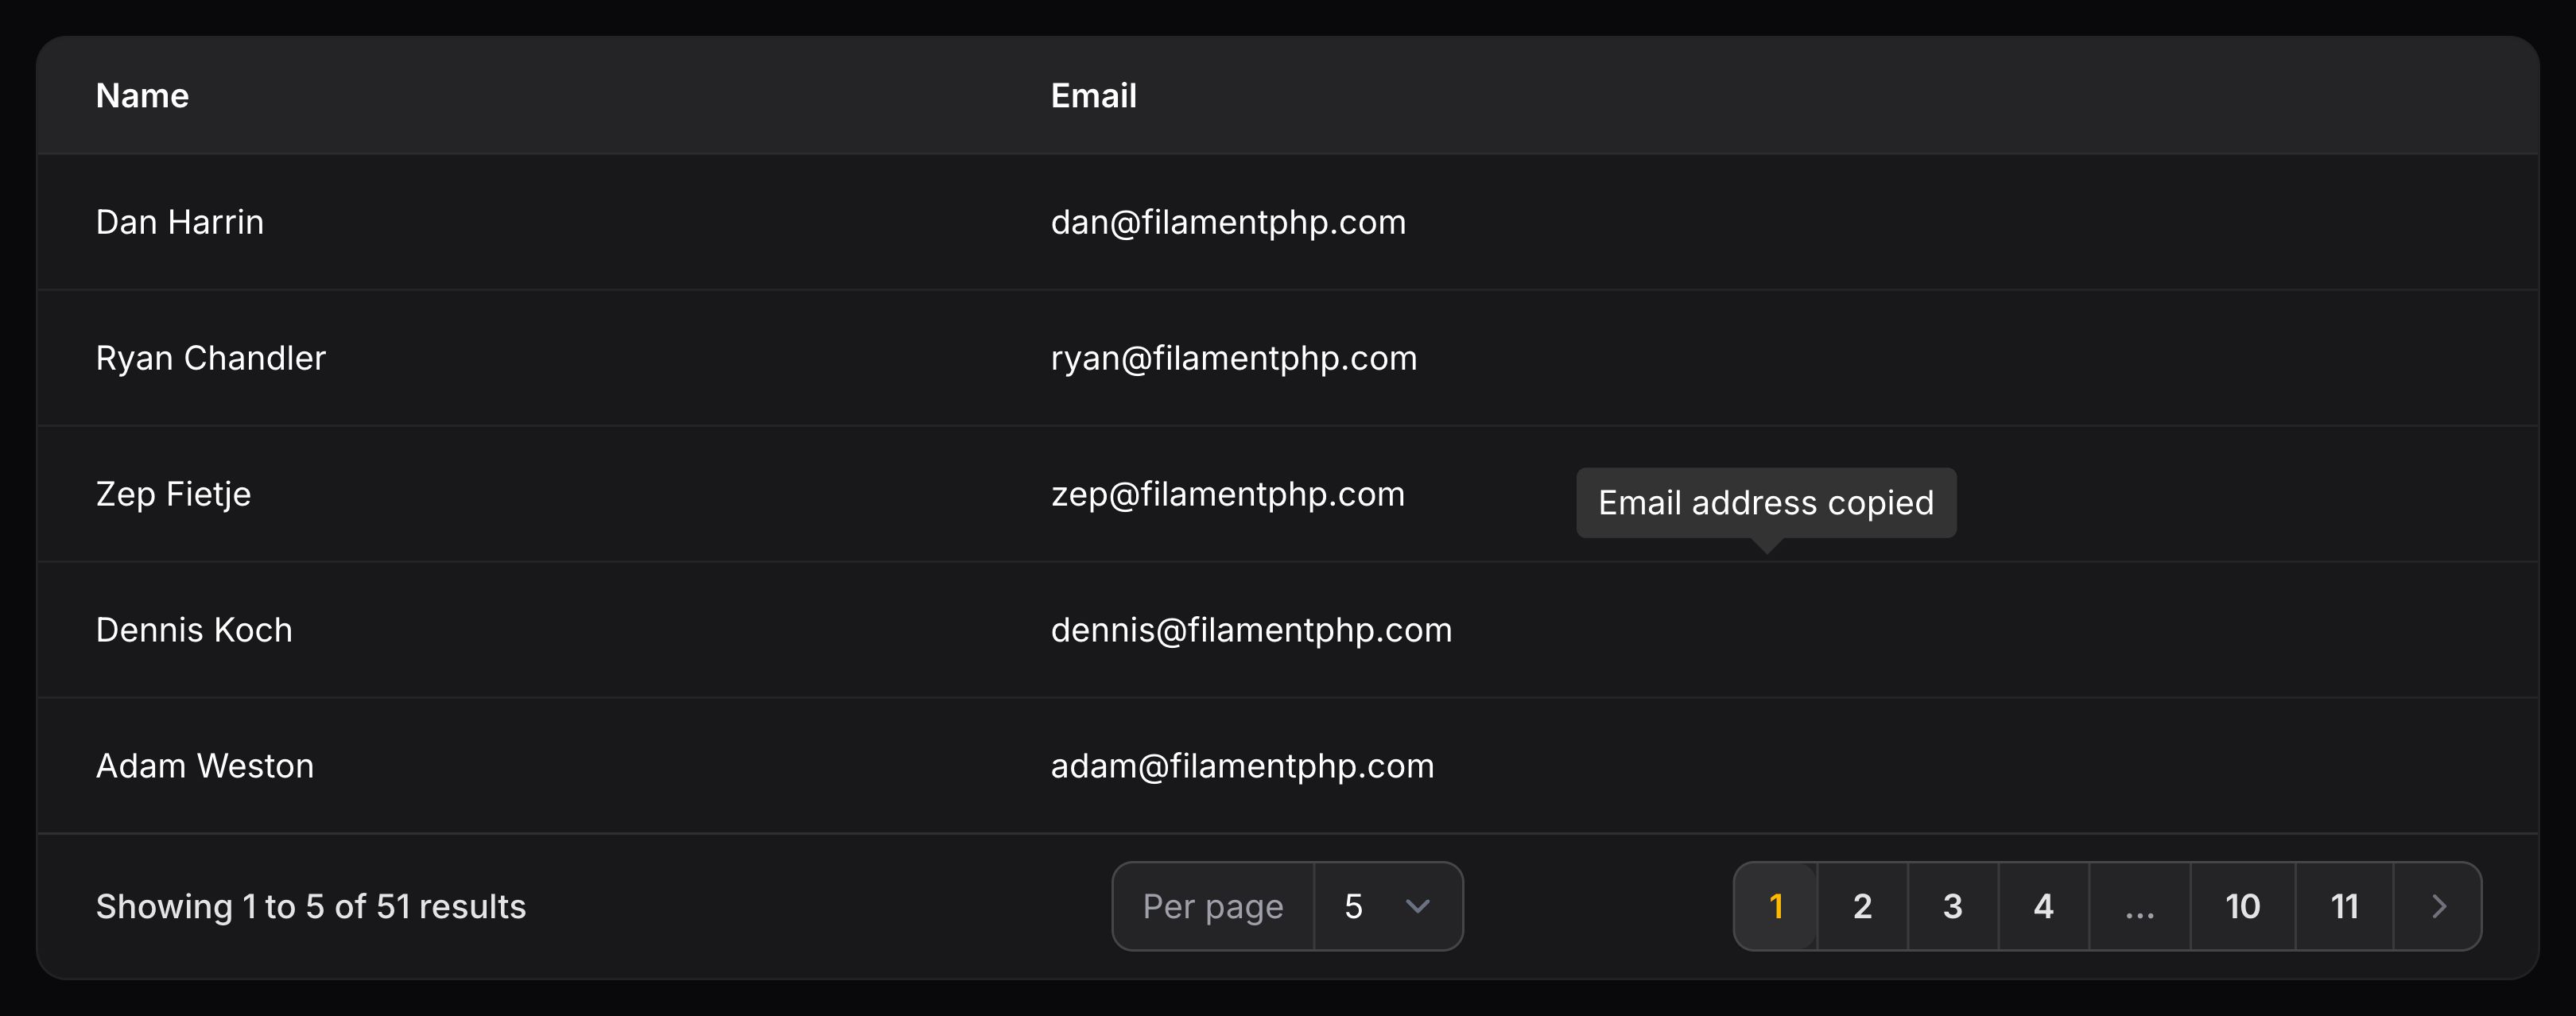 Name Email
Dan Harrin dan@filamentphp.com
Ryan Chandler ryan@filamentphp.com
Zep Fietje zep@filamentphp.com Email address copied
Dennis Koch dennis@filamentphp.com
Adam Weston adam@filamentphp.com
Showing 1 to 5 of 51 results Per page 5 1 2 3 4 ... 10 11